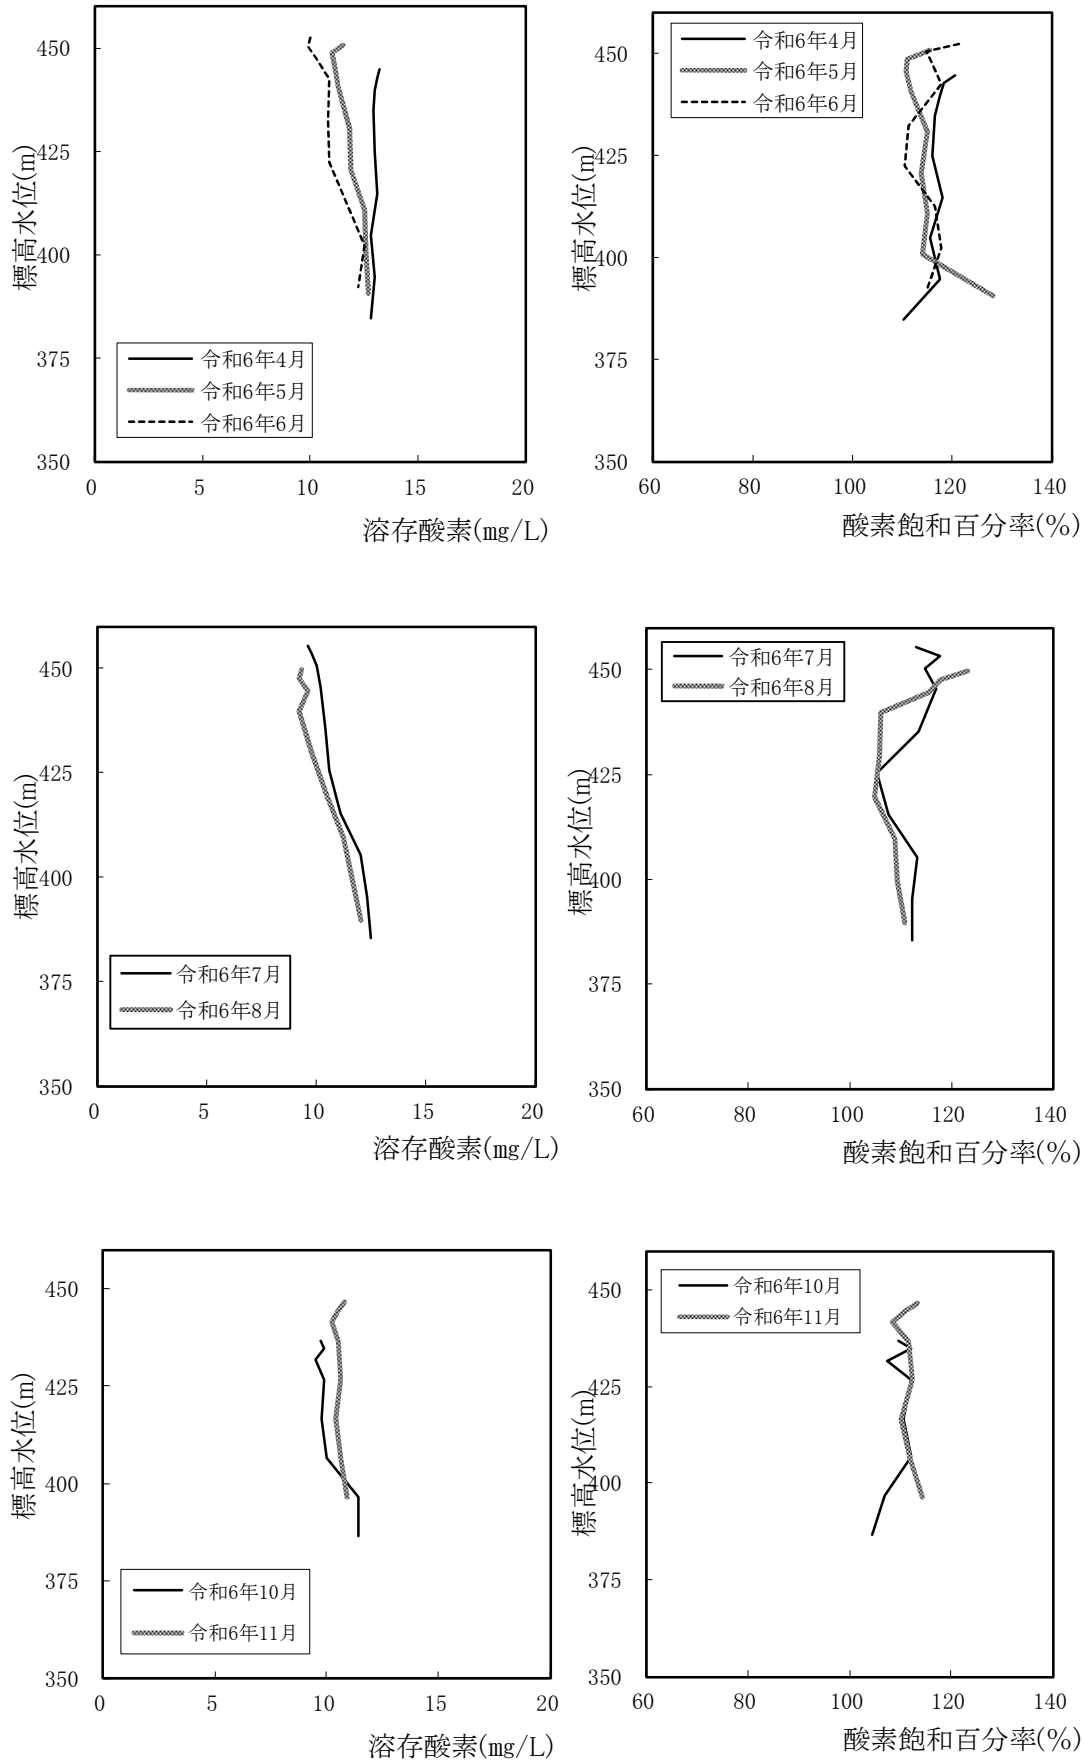 450
425
400
375
350
標高水位(m)
令和6年4月
令和6年5月
令和6年6月
0 5 10 15 20
溶存酸素(mg/L)
450
425
400
375
350
標高水位(m)
令和6年4月
令和6年5月
令和6年6月
60 80 100 120 140
酸素飽和百分率(%)
450
425
400
375
350
標高水位(m)
令和6年7月
令和6年8月
0 5 10 15 20
溶存酸素(mg/L)
450
425
400
375
350
標高水位(m)
令和6年7月
令和6年8月
60 80 100 120 140
酸素飽和百分率(%)
450
425
400
375
350
標高水位(m)
令和6年10月
令和6年11月
0 5 10 15 20
溶存酸素(mg/L)
450
425
400
375
350
標高水位(m)
令和6年10月
令和6年11月
60 80 100 120 140
酸素飽和百分率(%)